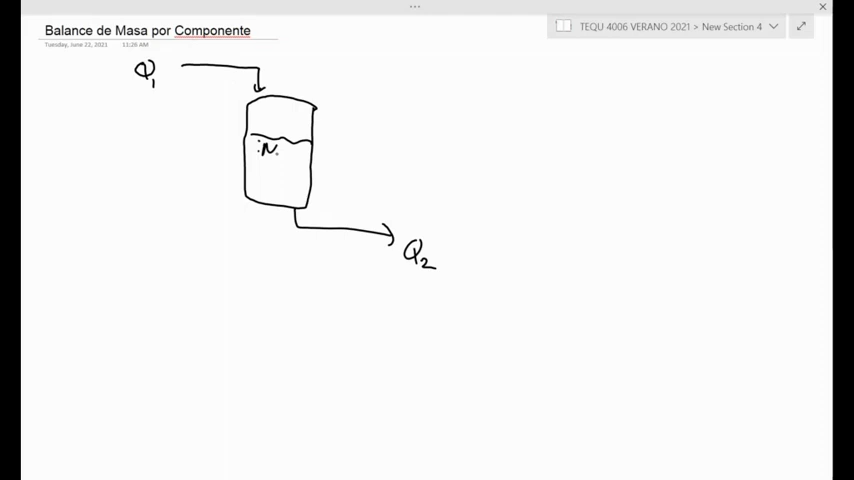 Balance de Masa por Componente
Tuesday, June 22, 2021 11:26 AM
TEQU 4006 VERANO 2021 > New Section 4
Q1
Q2